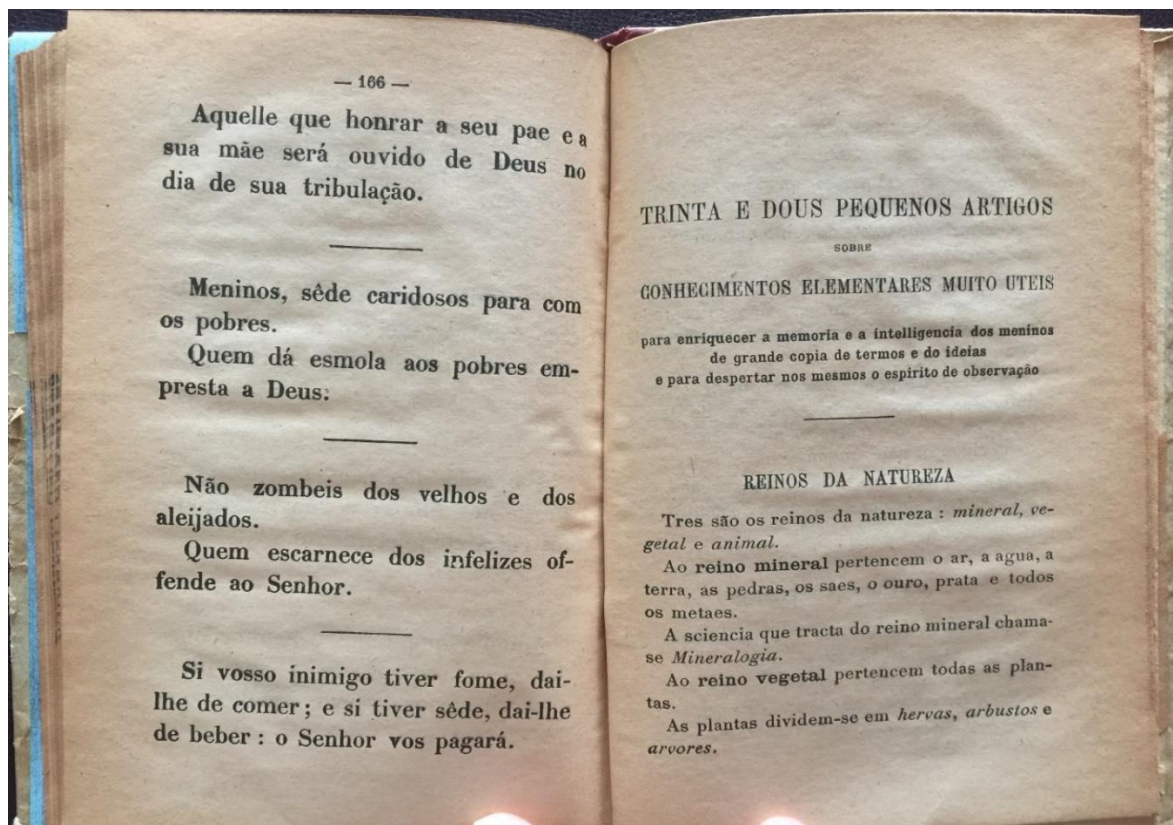 — 166 —
Aquelle que honrar a seu pae e a
sua mãe será ouvido de Deus no
dia de sua tribulação.
Meninos, sêde caridosos para com
os pobres.
Quem dá esmola aos pobres em-
presta a Deus:
Não zombeis dos velhos e dos
aleijados.
Quem escarnece dos infelizes of-
fende ao Senhor.
Si vosso inimigo tiver fome, dai-
lhe de comer; e si tiver sêde, dai-lhe
de beber : o Senhor vos pagará.
TRINTA E DOUS PEQUENOS ARTIGOS
SOBRE
CONHECIMENTOS ELEMENTARES MUITO UTEIS
para enriquecer a memoria e a intelligencia dos meninos
de grande copia de termos e do ideias
e para despertar nos mesmos o espirito de observação
REINOS DA NATUREZA
Tres são os reinos da natureza : mineral, ve-
getal e animal.
Ao reino mineral pertencem o ar, a agua, a
terra, as pedras, os saes, o ouro, prata e todos
os metaes.
A sciencia que tracta do reino mineral chama-
se Mineralogia.
Ao reino vegetal pertencem todas as plan-
tas.
As plantas dividem-se em hervas, arbustos e
arvores.